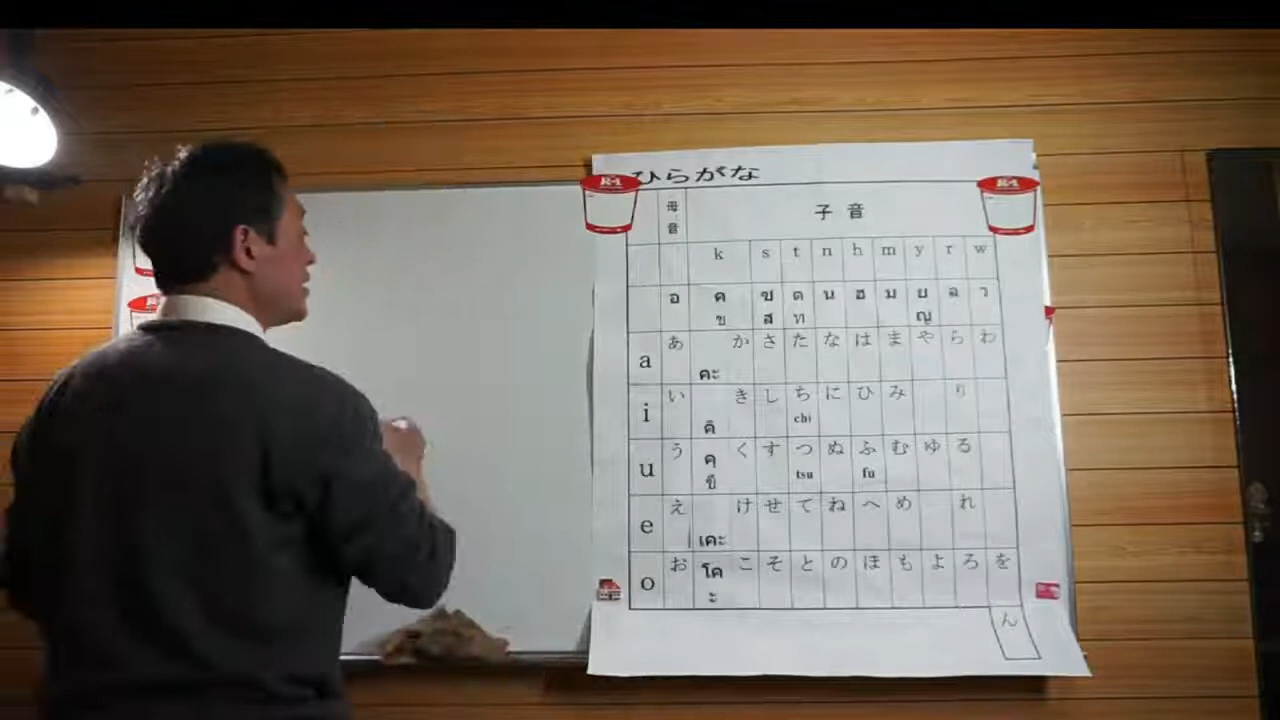 ひらがな
R-1
R-1
母音
子音
k s t n h m y r w
อ ค ข ซ ส ต ท น ฮ ม ย ญ ล ว
a あ คะ か さ た な は ま や ら わ
i い คิ き し ち chi に ひ み り
u う คุ く す つ tsu ぬ ふ fu む ゆ る
e え เคะ け せ て ね へ め れ
o お โคะ こ そ と の ほ も よ ろ を
ん